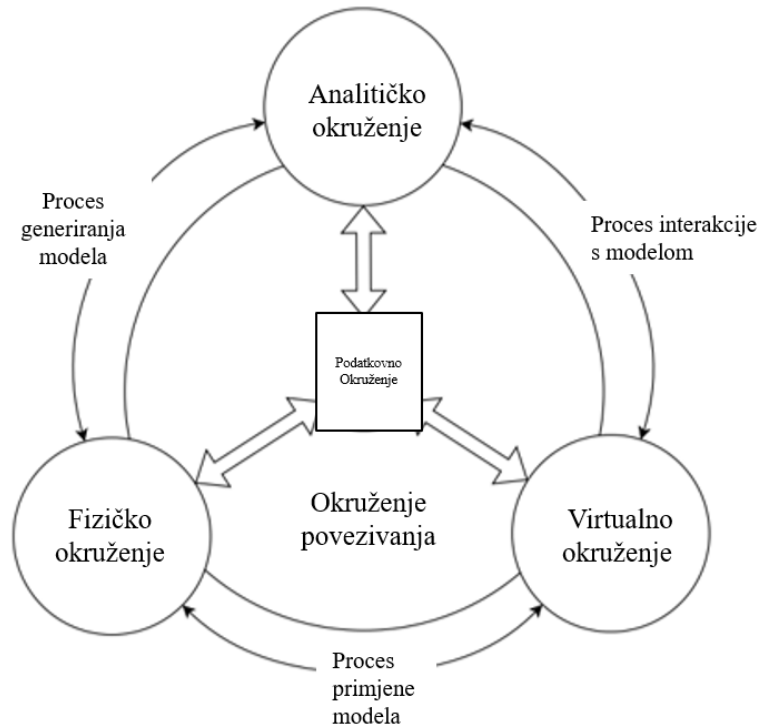 Analitičko
okruženje
Proces
generiranja
modela
Proces interakcije
s modelom
Podatkovno
Okruženje
Fizičko
okruženje
Okruženje
povezivanja
Virtualno
okruženje
Proces
primjene
modela